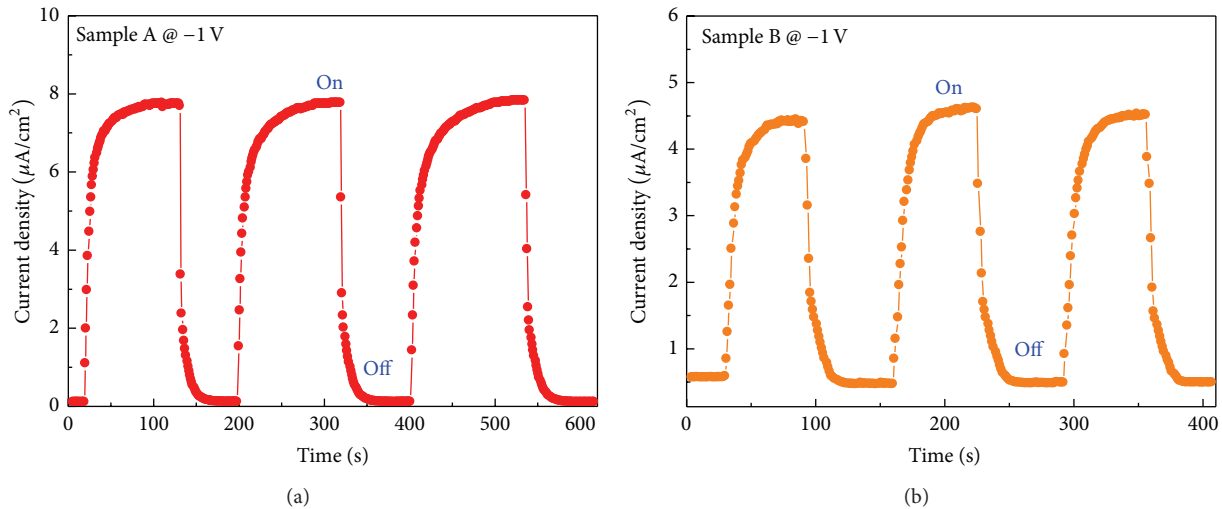 Sample A @ −1 V
On
Off
Current density (μA/cm²)
10
8
6
4
2
0
0 100 200 300 400 500 600
Time (s)
(a)
Sample B @ −1 V
On
Off
Current density (μA/cm²)
6
5
4
3
2
1
0 100 200 300 400
Time (s)
(b)